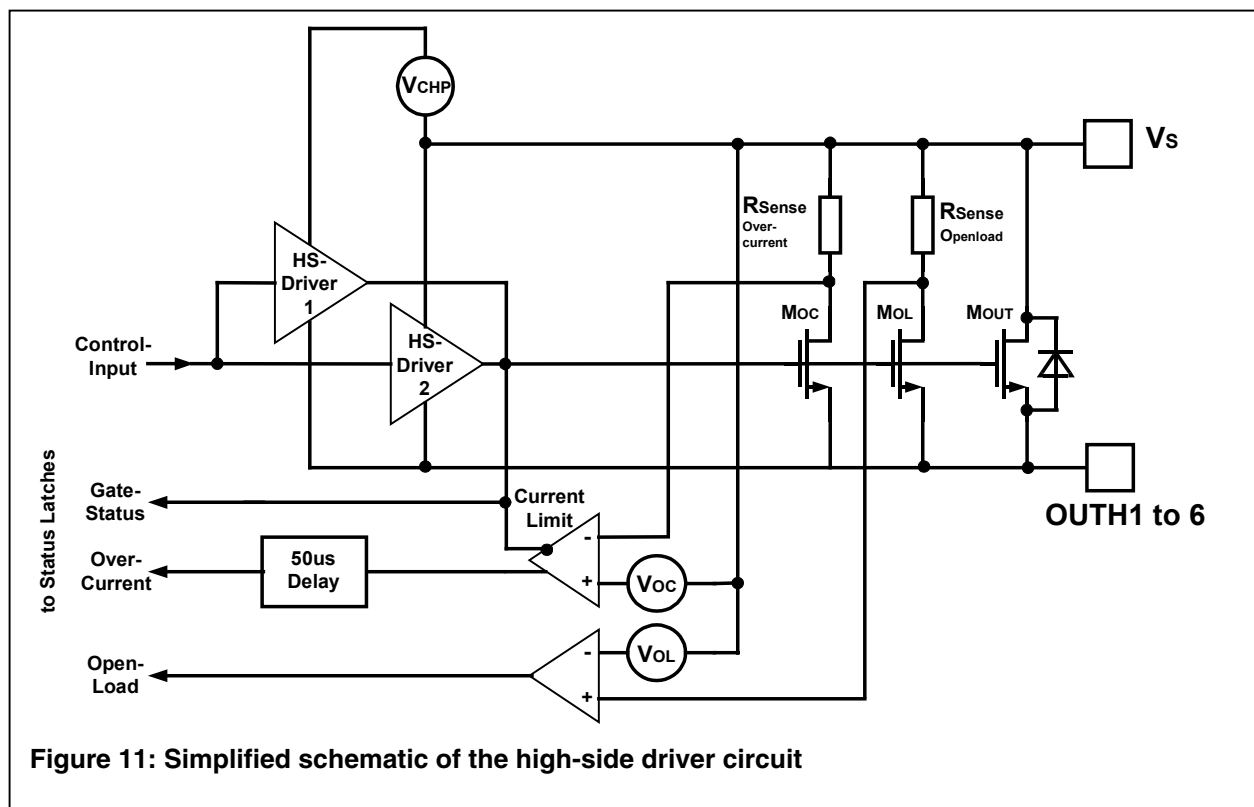 VCHP
VS
RSense
Over-
current
RSense
Openload
HS-
Driver
1
MOC
MOL
MOUT
HS-
Driver
2
Control-
Input
to Status Latches
Gate-
Status
Current
Limit
-
+
OUTH1 to 6
Over-
Current
50us
Delay
VOC
VOL
-
+
Open-
Load
Figure 11: Simplified schematic of the high-side driver circuit